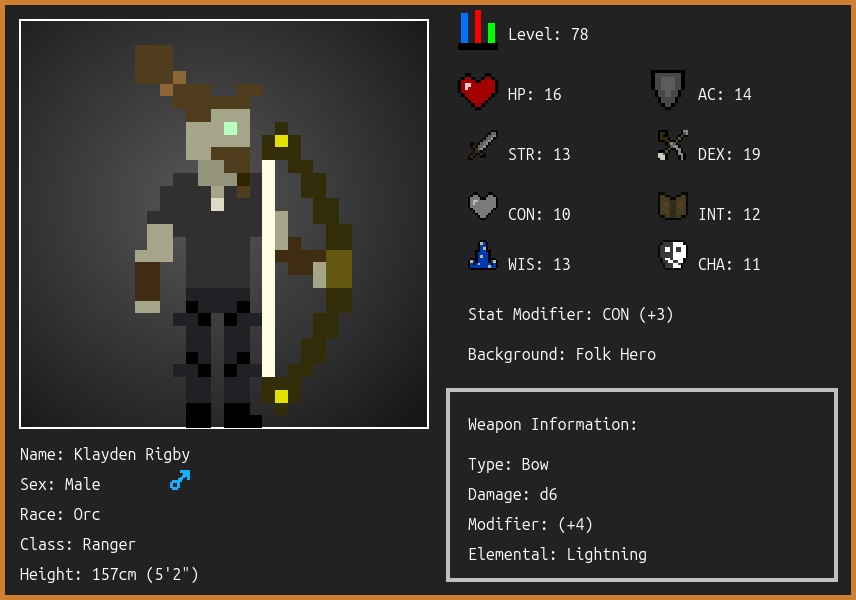 Level: 78
HP: 16
AC: 14
STR: 13
DEX: 19
CON: 10
INT: 12
WIS: 13
CHA: 11
Stat Modifier: CON (+3)
Background: Folk Hero
Name: Klayden Rigby
Sex: Male
Race: Orc
Class: Ranger
Height: 157cm (5'2")
Weapon Information:
Type: Bow
Damage: d6
Modifier: (+4)
Elemental: Lightning